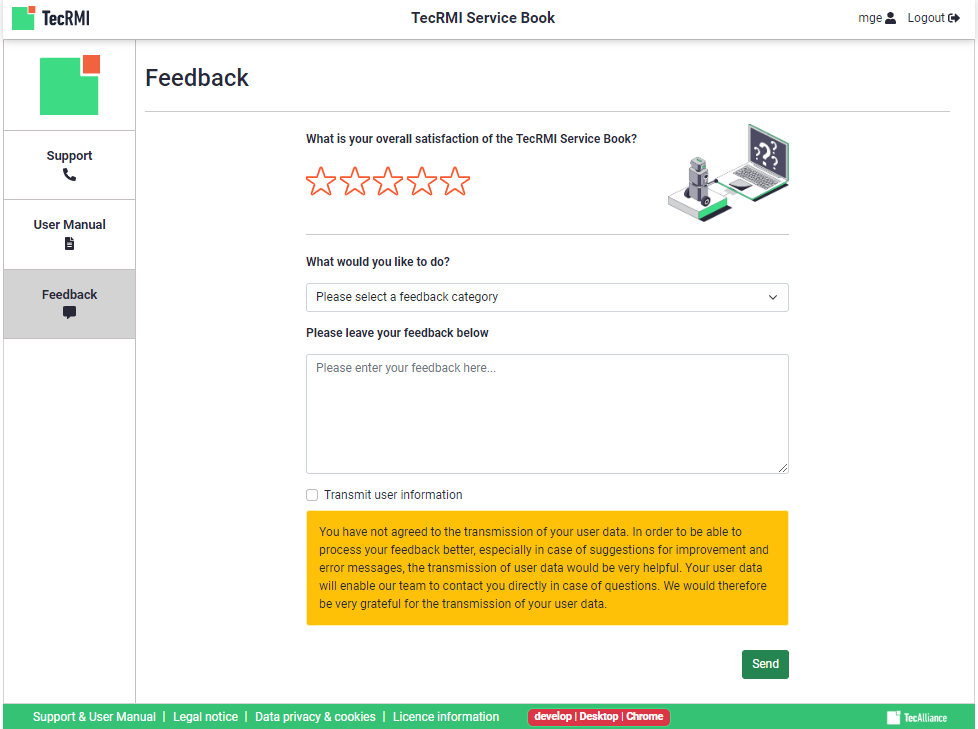 TecRMI
TecRMI Service Book
mge
Logout
Feedback
Support
User Manual
Feedback
What is your overall satisfaction of the TecRMI Service Book?
???
What would you like to do?
Please select a feedback category
Please leave your feedback below
Please enter your feedback here...
Transmit user information
You have not agreed to the transmission of your user data. In order to be able to
process your feedback better, especially in case of suggestions for improvement and
error messages, the transmission of user data would be very helpful. Your user data
will enable our team to contact you directly in case of questions. We would therefore
be very grateful for the transmission of your user data.
Send
Support & User Manual | Legal notice | Data privacy & cookies | Licence information
develop | Desktop | Chrome
TecAlliance